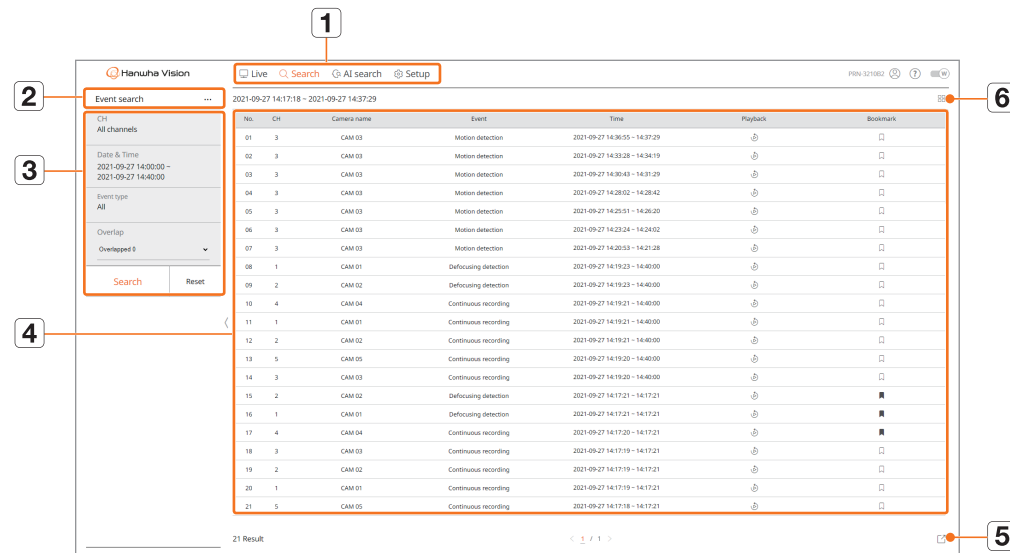 1
Hanwha Vision
Live Search AI search Setup
PRN-3210B2 ? W
2
Event search ...
2021-09-27 14:17:18 ~ 2021-09-27 14:37:29
6
No. CH Camera name Event Time Playback Bookmark
3
CH
All channels
Date & Time
2021-09-27 14:00:00 ~
2021-09-27 14:40:00
Event type
All
Overlap
Overlapped 0
Search Reset
01 3 CAM 03 Motion detection 2021-09-27 14:36:55 ~ 14:37:29
02 3 CAM 03 Motion detection 2021-09-27 14:33:28 ~ 14:34:19
03 3 CAM 03 Motion detection 2021-09-27 14:30:43 ~ 14:31:29
04 3 CAM 03 Motion detection 2021-09-27 14:28:02 ~ 14:28:42
05 3 CAM 03 Motion detection 2021-09-27 14:25:51 ~ 14:26:20
06 3 CAM 03 Motion detection 2021-09-27 14:23:24 ~ 14:24:02
07 3 CAM 03 Motion detection 2021-09-27 14:20:53 ~ 14:21:28
08 1 CAM 01 Defocusing detection 2021-09-27 14:19:23 ~ 14:40:00
09 2 CAM 02 Defocusing detection 2021-09-27 14:19:23 ~ 14:40:00
10 4 CAM 04 Continuous recording 2021-09-27 14:19:21 ~ 14:40:00
4
11 1 CAM 01 Continuous recording 2021-09-27 14:19:21 ~ 14:40:00
12 2 CAM 02 Continuous recording 2021-09-27 14:19:21 ~ 14:40:00
13 5 CAM 05 Continuous recording 2021-09-27 14:19:20 ~ 14:40:00
14 3 CAM 03 Continuous recording 2021-09-27 14:19:20 ~ 14:40:00
15 2 CAM 02 Defocusing detection 2021-09-27 14:17:21 ~ 14:17:21
16 1 CAM 01 Defocusing detection 2021-09-27 14:17:21 ~ 14:17:21
17 4 CAM 04 Continuous recording 2021-09-27 14:17:20 ~ 14:17:21
18 3 CAM 03 Continuous recording 2021-09-27 14:17:19 ~ 14:17:21
19 2 CAM 02 Continuous recording 2021-09-27 14:17:19 ~ 14:17:21
20 1 CAM 01 Continuous recording 2021-09-27 14:17:19 ~ 14:17:21
21 5 CAM 05 Continuous recording 2021-09-27 14:17:18 ~ 14:17:21
21 Result < 1 / 1 >
5